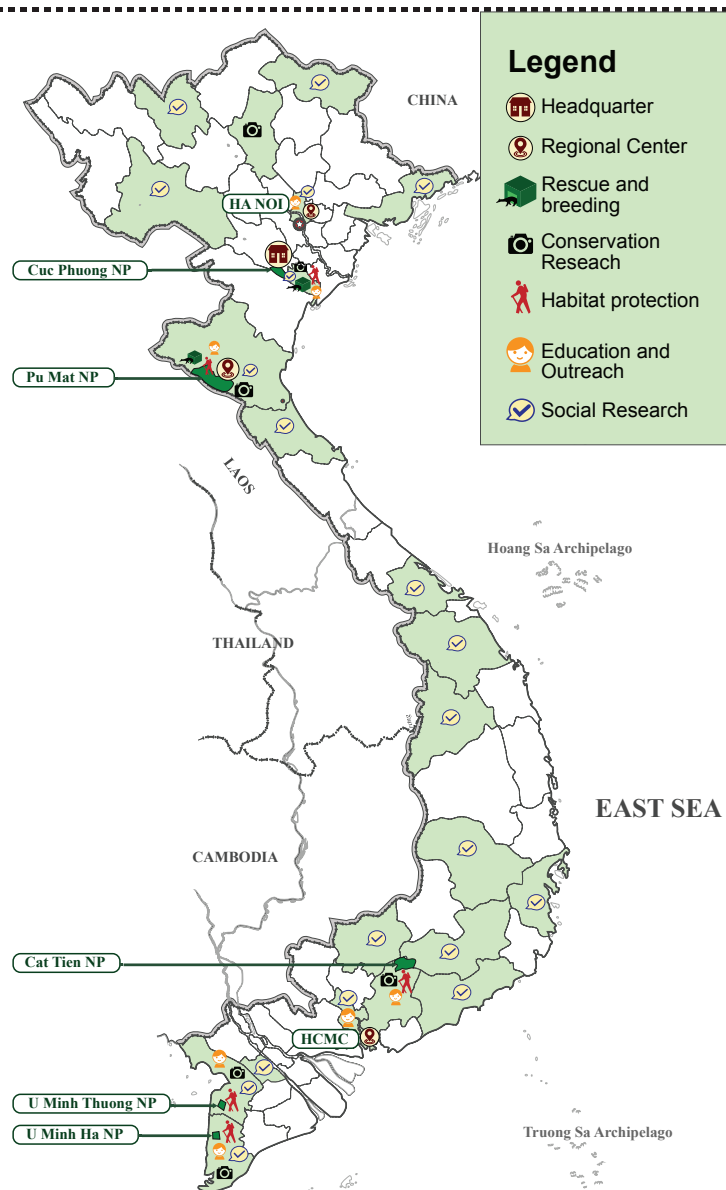 Legend
Headquarter
Regional Center
Rescue and
breeding
Conservation
Reseach
Habitat protection
Education and
Outreach
Social Research
CHINA
HA NOI
Cuc Phuong NP
Pu Mat NP
LAOS
Hoang Sa Archipelago
THAILAND
EAST SEA
CAMBODIA
Cat Tien NP
HCMC
U Minh Thuong NP
U Minh Ha NP
Truong Sa Archipelago